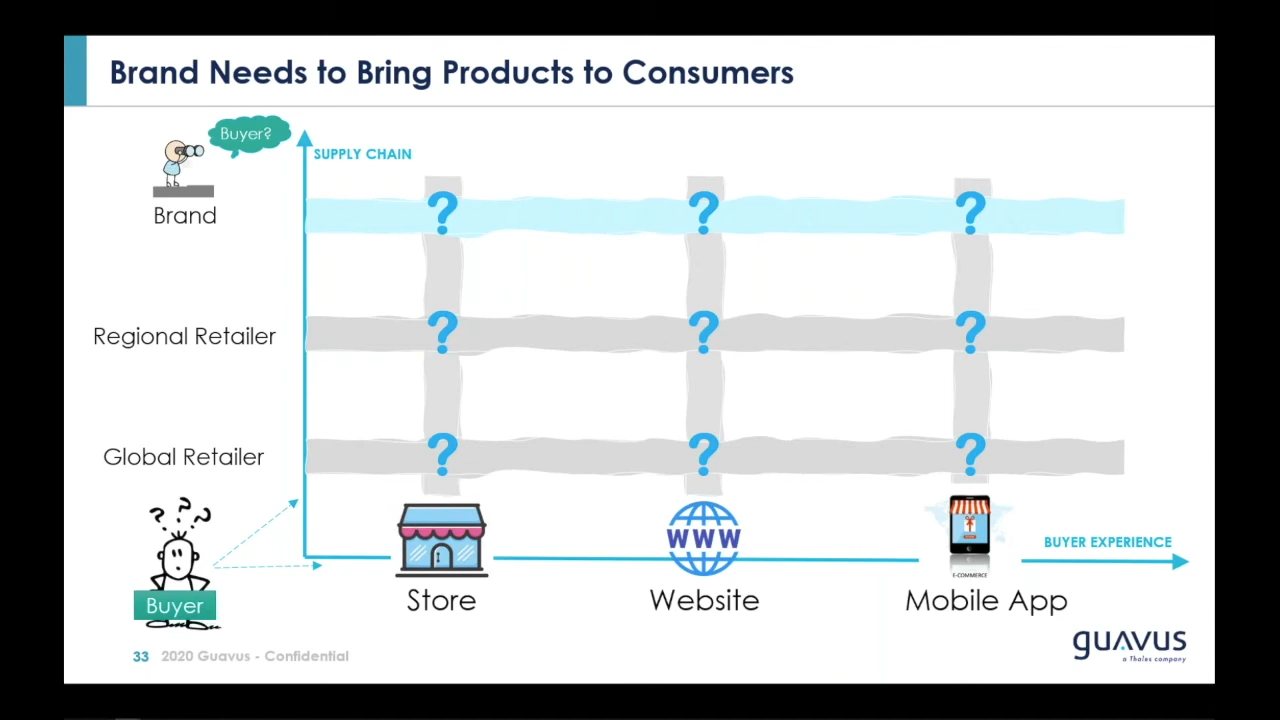 Brand Needs to Bring Products to Consumers
Buyer?
SUPPLY CHAIN
Brand
? ? ?
Regional Retailer
? ? ?
Global Retailer
? ? ?
? ? ?
WWW
E-COMMERCE
BUYER EXPERIENCE
Buyer
Store
Website
Mobile App
33 2020 Guavus - Confidential
guavus
a Thales company